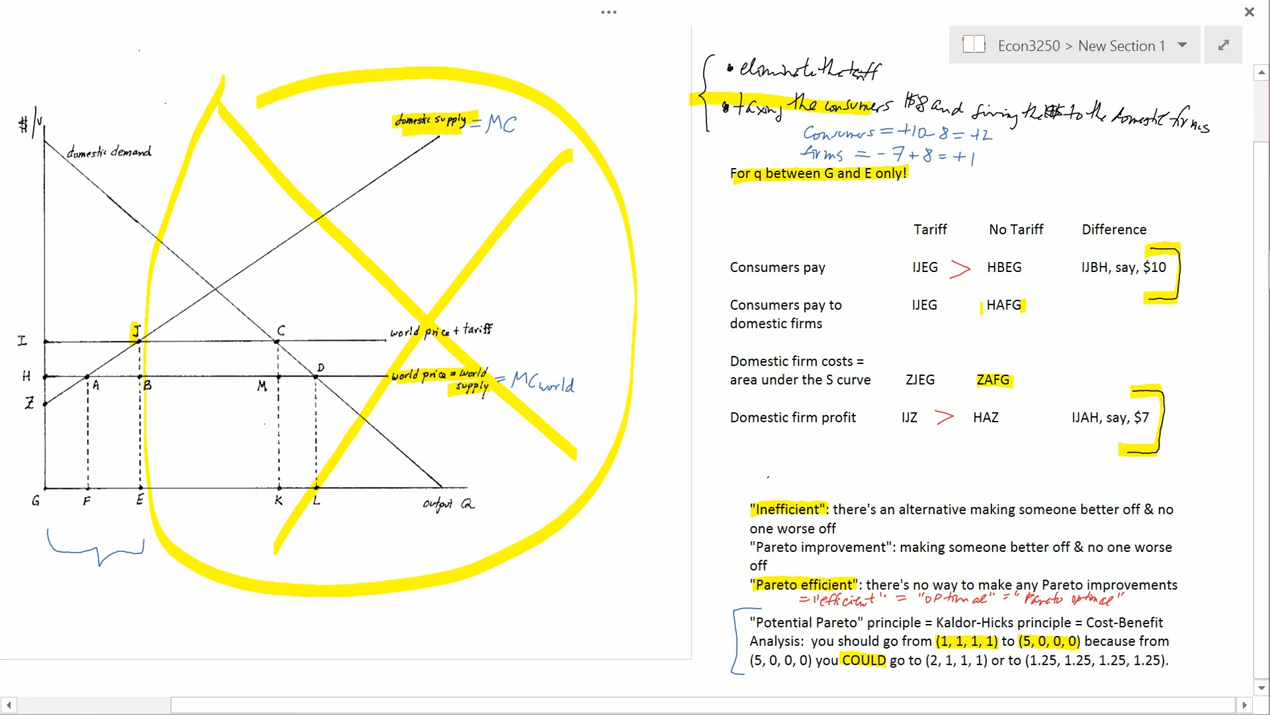 Econ3250 > New Section 1
• eliminate the tariff
• taxing the consumers $8 and giving the $ to the domestic firms
consumers = +10-8 = +2
firms = -7+8 = +1
For q between G and E only!
$/u
domestic demand
domestic supply = MC
I
J
C
world price + tariff
H
A
B
M
D
world price = world
supply = MC world
Z
G
F
E
K
L
output Q
Tariff No Tariff Difference
Consumers pay IJEG > HBEG IJBH, say, $10
Consumers pay to IJEG HAFG
domestic firms
Domestic firm costs =
area under the S curve ZJEG ZAFG
Domestic firm profit IJZ > HAZ IJAH, say, $7
"Inefficient": there's an alternative making someone better off & no
one worse off
"Pareto improvement": making someone better off & no one worse
off
"Pareto efficient": there's no way to make any Pareto improvements
= "efficient" = "optimal" = "Pareto optimal"
"Potential Pareto" principle = Kaldor-Hicks principle = Cost-Benefit
Analysis: you should go from (1, 1, 1, 1) to (5, 0, 0, 0) because from
(5, 0, 0, 0) you COULD go to (2, 1, 1, 1) or to (1.25, 1.25, 1.25, 1.25).